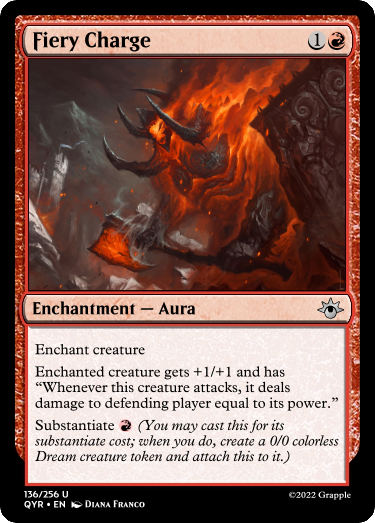 Fiery Charge 1
Enchantment — Aura
Enchant creature
Enchanted creature gets +1/+1 and has
“Whenever this creature attacks, it deals
damage to defending player equal to its power.”
Substantiate (You may cast this for its
substantiate cost; when you do, create a 0/0 colorless
Dream creature token and attach this to it.)
136/256 U
QYR • EN Diana Franco
©2022 Grapple